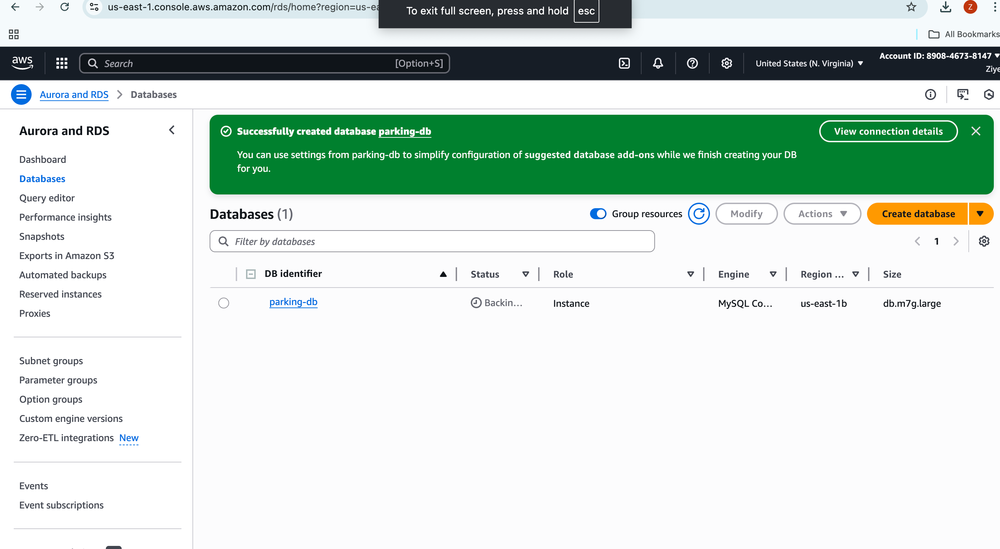 us-east-1.console.aws.amazon.com/rds/home?region=us-ea
To exit full screen, press and hold esc
Z
All Bookmarks
aws
Search [Option+S]
United States (N. Virginia)
Account ID: 8908-4673-8147
Ziye
Aurora and RDS > Databases
Aurora and RDS
Dashboard
Databases
Query editor
Performance insights
Snapshots
Exports in Amazon S3
Automated backups
Reserved instances
Proxies
Subnet groups
Parameter groups
Option groups
Custom engine versions
Zero-ETL integrations New
Events
Event subscriptions
Successfully created database parking-db
View connection details
You can use settings from parking-db to simplify configuration of suggested database add-ons while we finish creating your DB
for you.
Databases (1)
Group resources
Modify
Actions
Create database
Filter by databases
1
DB identifier Status Role Engine Region ... Size
parking-db Backin... Instance MySQL Co... us-east-1b db.m7g.large